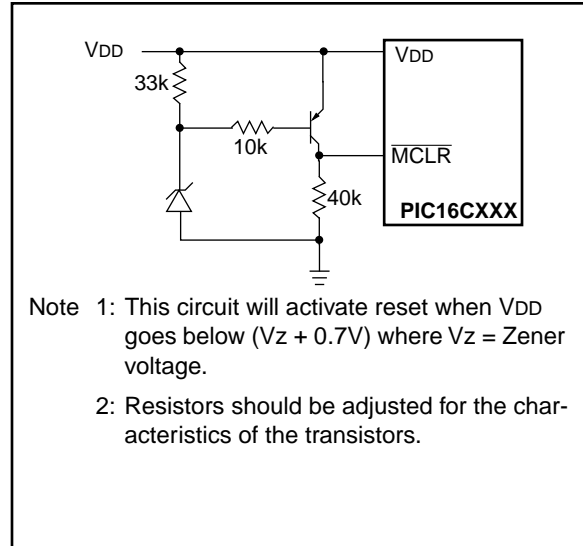 VDD
VDD
33k
10k
MCLR
40k
PIC16CXXX
Note 1: This circuit will activate reset when VDD
goes below (Vz + 0.7V) where Vz = Zener
voltage.
2: Resistors should be adjusted for the char-
acteristics of the transistors.